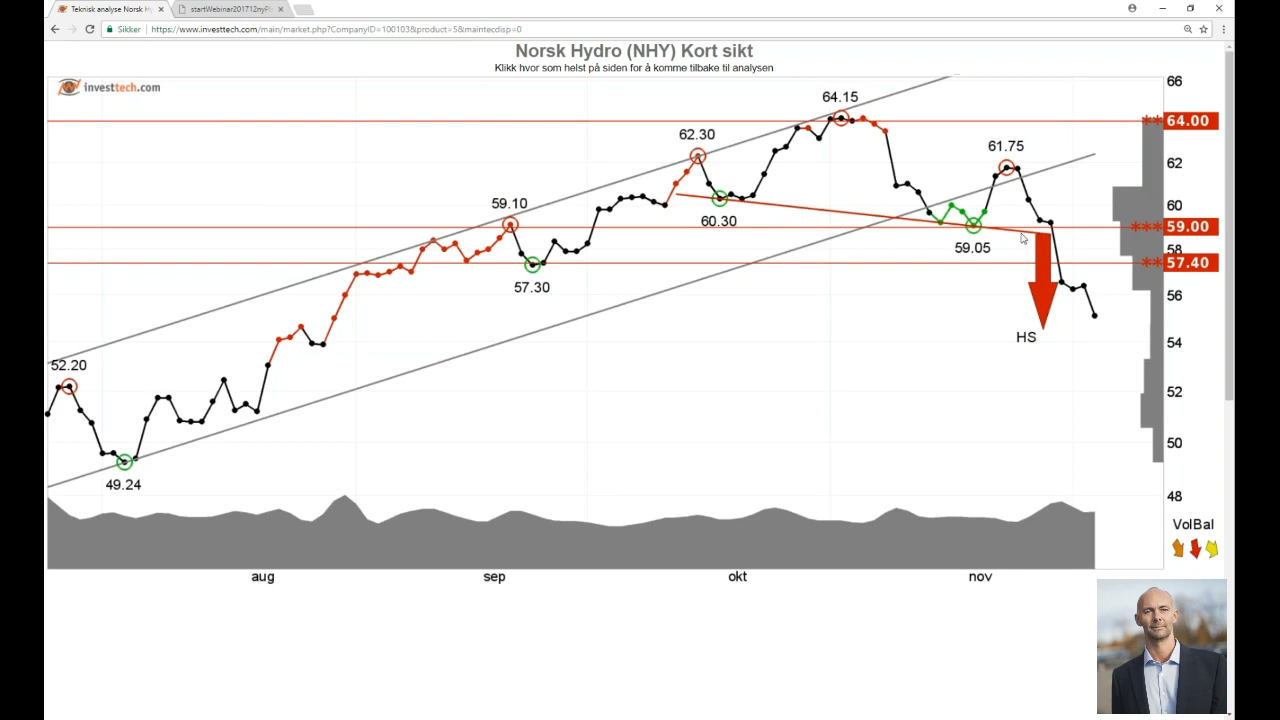 Teknisk analyse Norsk Hy
startWebinar201712nyP
Sikker
https://www.investtech.com/main/market.php?CompanyID=100103&product=5&maintecdisp=0
Norsk Hydro (NHY) Kort sikt
Klikk hvor som helst på siden for å komme tilbake til analysen
investtech.com
66
64.15
** 64.00
62.30
61.75
62
59.10
60
60.30
*** 59.00
59.05
58
** 57.40
57.30
56
HS
54
52.20
52
50
49.24
48
VolBal
aug
sep
okt
nov